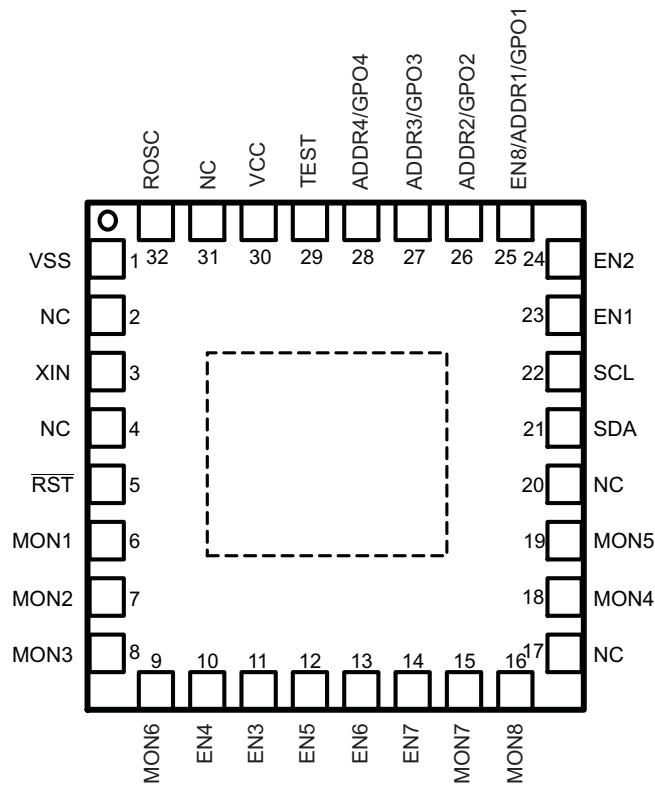 ROSC
NC
VCC
TEST
ADDR4/GPO4
ADDR3/GPO3
ADDR2/GPO2
EN8/ADDR1/GPO1
32 31 30 29 28 27 26 25
VSS 1
NC 2
XIN 3
NC 4
RST 5
MON1 6
MON2 7
MON3 8
24 EN2
23 EN1
22 SCL
21 SDA
20 NC
19 MON5
18 MON4
17 NC
9 10 11 12 13 14 15 16
MON6
EN4
EN3
EN5
EN6
EN7
MON7
MON8